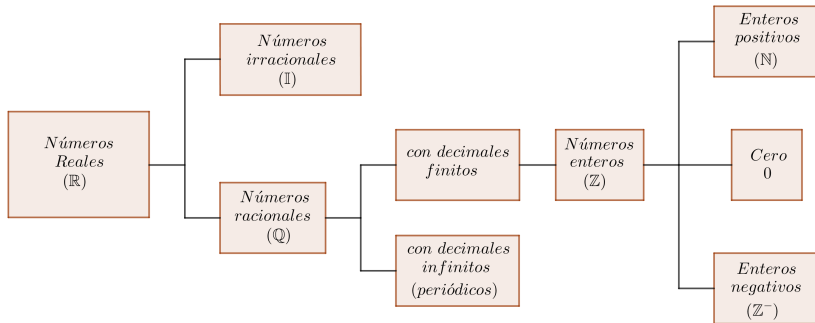 Números
Reales
(ℝ)
Números
irracionales
(𝕀)
Números
racionales
(ℚ)
con decimales
finitos
con decimales
infinitos
(periódicos)
Números
enteros
(ℤ)
Enteros
positivos
(ℕ)
Cero
0
Enteros
negativos
(ℤ⁻)